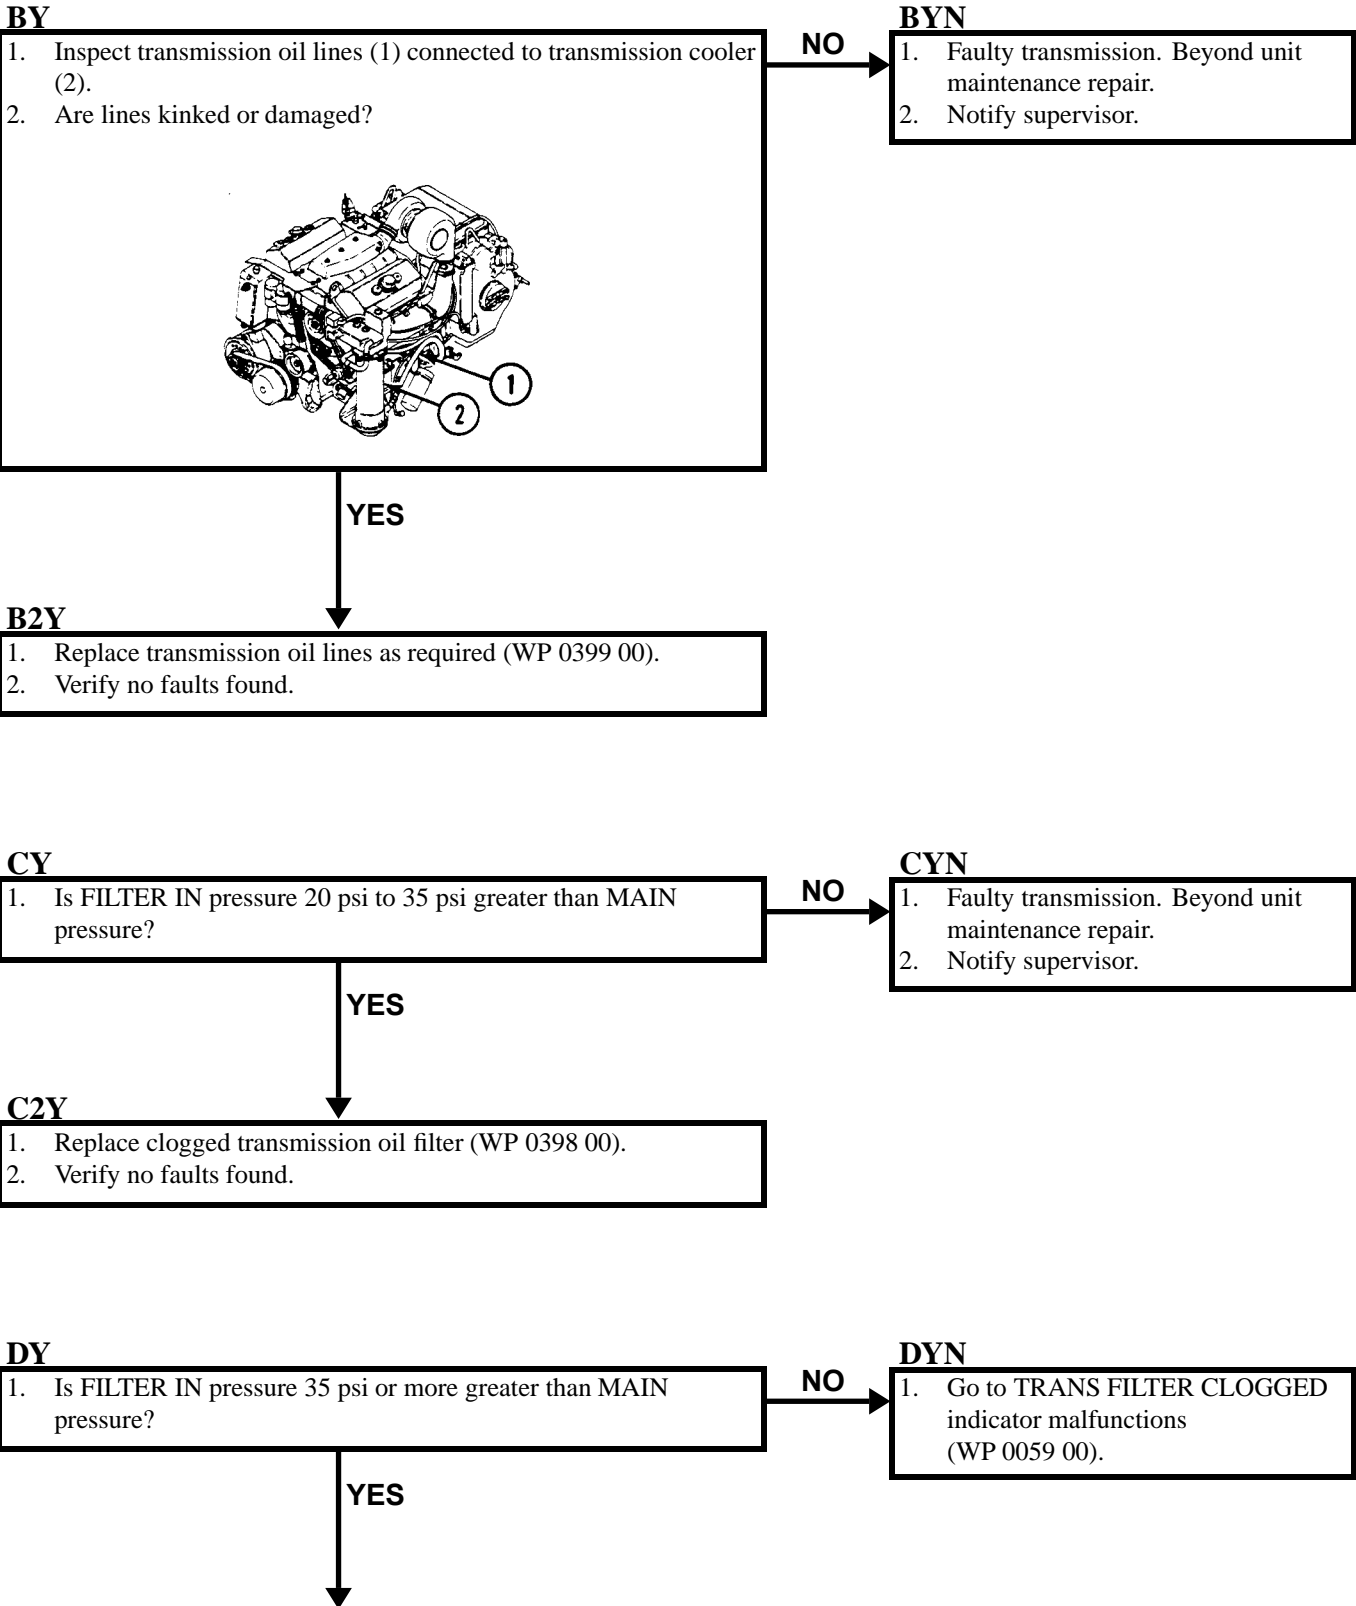 BY
1. Inspect transmission oil lines (1) connected to transmission cooler
(2).
2. Are lines kinked or damaged?
NO
BYN
1. Faulty transmission. Beyond unit
maintenance repair.
2. Notify supervisor.
1
2
YES
B2Y
1. Replace transmission oil lines as required (WP 0399 00).
2. Verify no faults found.
CY
1. Is FILTER IN pressure 20 psi to 35 psi greater than MAIN
pressure?
NO
CYN
1. Faulty transmission. Beyond unit
maintenance repair.
2. Notify supervisor.
YES
C2Y
1. Replace clogged transmission oil filter (WP 0398 00).
2. Verify no faults found.
DY
1. Is FILTER IN pressure 35 psi or more greater than MAIN
pressure?
NO
DYN
1. Go to TRANS FILTER CLOGGED
indicator malfunctions
(WP 0059 00).
YES